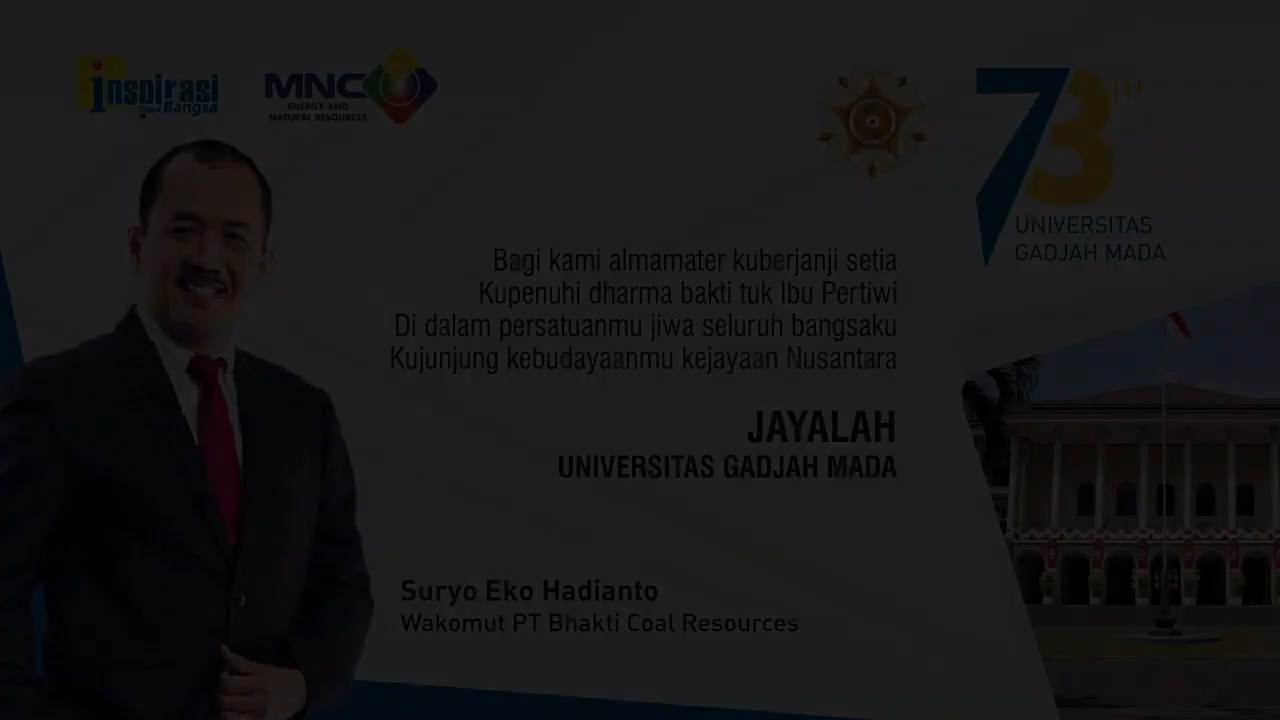 inspirasi
Bangsa
MNC
ENERGY AND
NATURAL RESOURCES
73TH
UNIVERSITAS
GADJAH MADA
Bagi kami almamater kuberjanji setia
Kupenuhi dharma bakti tuk Ibu Pertiwi
Di dalam persatuanmu jiwa seluruh bangsaku
Kujunjung kebudayaanmu kejayaan Nusantara
JAYALAH
UNIVERSITAS GADJAH MADA
Suryo Eko Hadianto
Wakomut PT Bhakti Coal Resources